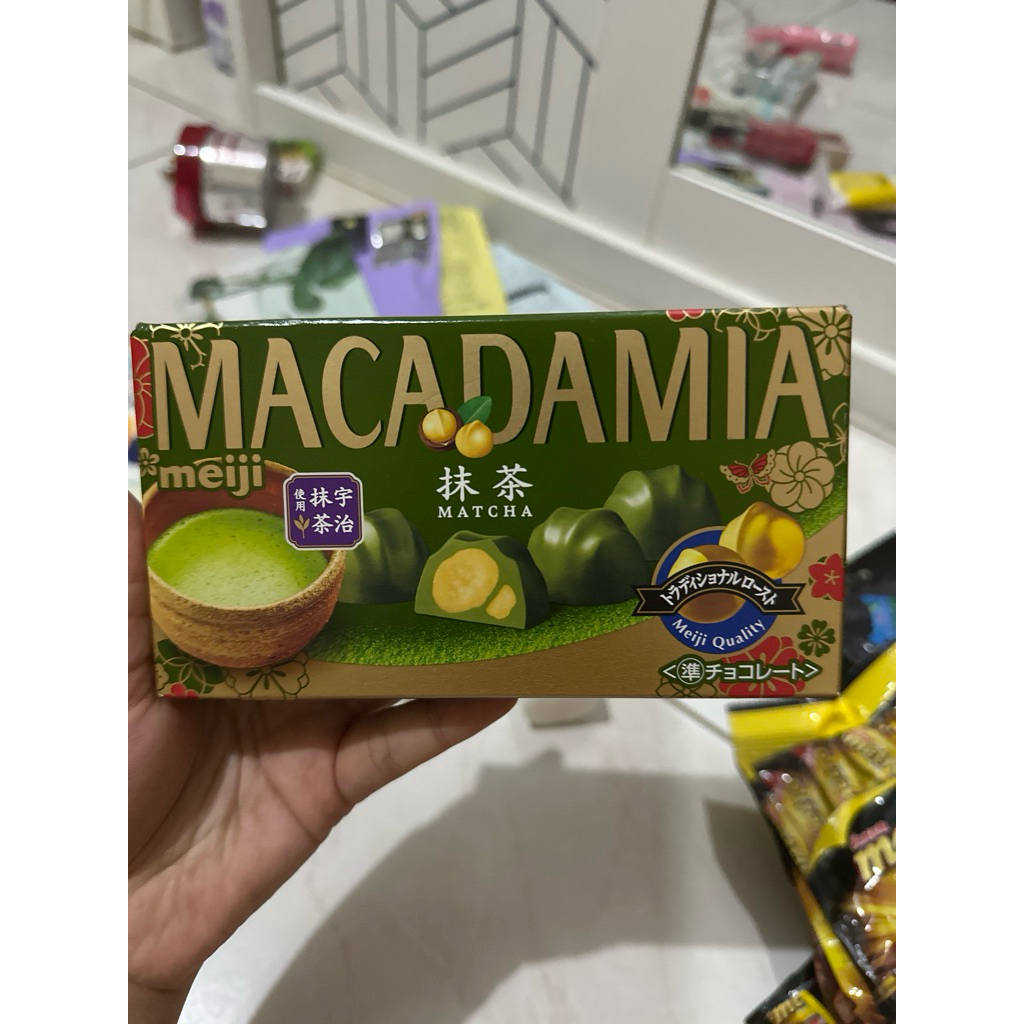 MACADAMIA
meiji
使用
宇治
抹茶
抹茶
MATCHA
トラディショナルロースト
Meiji Quality
<準チョコレート>